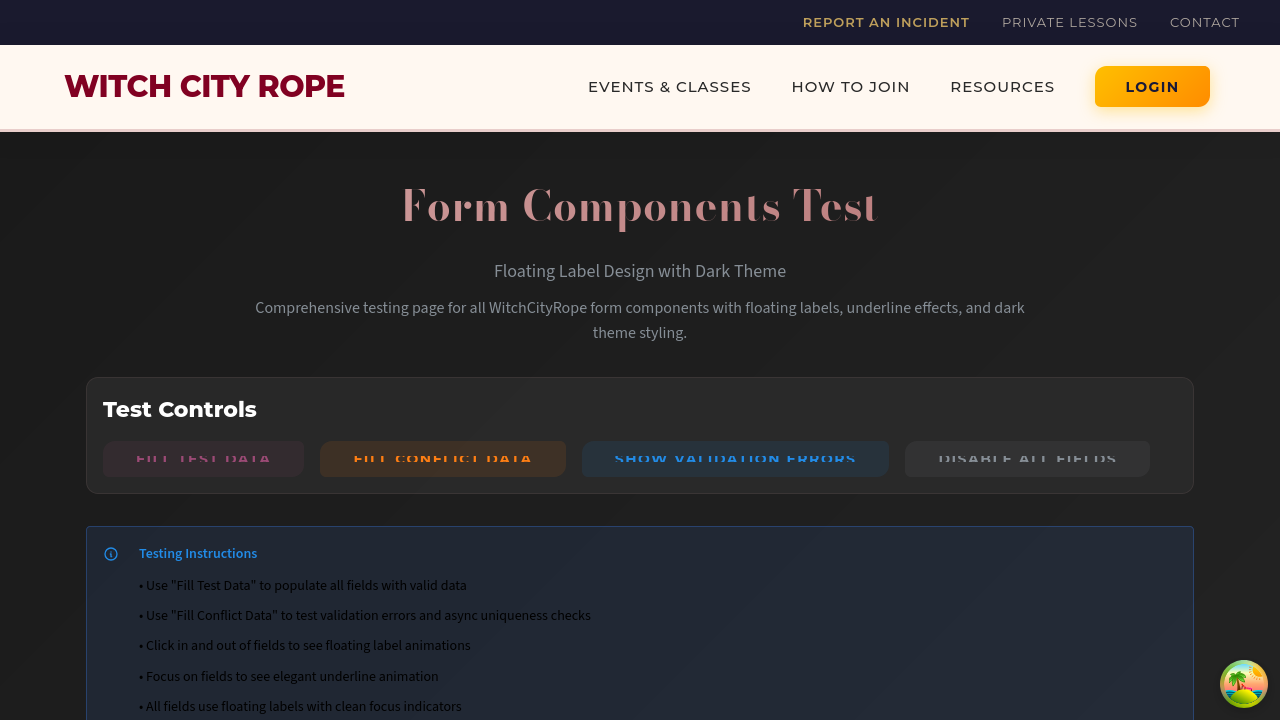 REPORT AN INCIDENT PRIVATE LESSONS CONTACT
WITCH CITY ROPE EVENTS & CLASSES HOW TO JOIN RESOURCES LOGIN
Form Components Test
Floating Label Design with Dark Theme
Comprehensive testing page for all WitchCityRope form components with floating labels, underline effects, and dark
theme styling.
Test Controls
FILL TEST DATA FILL CONFLICT DATA SHOW VALIDATION ERRORS DISABLE ALL FIELDS
Testing Instructions
• Use "Fill Test Data" to populate all fields with valid data
• Use "Fill Conflict Data" to test validation errors and async uniqueness checks
• Click in and out of fields to see floating label animations
• Focus on fields to see elegant underline animation
• All fields use floating labels with clean focus indicators